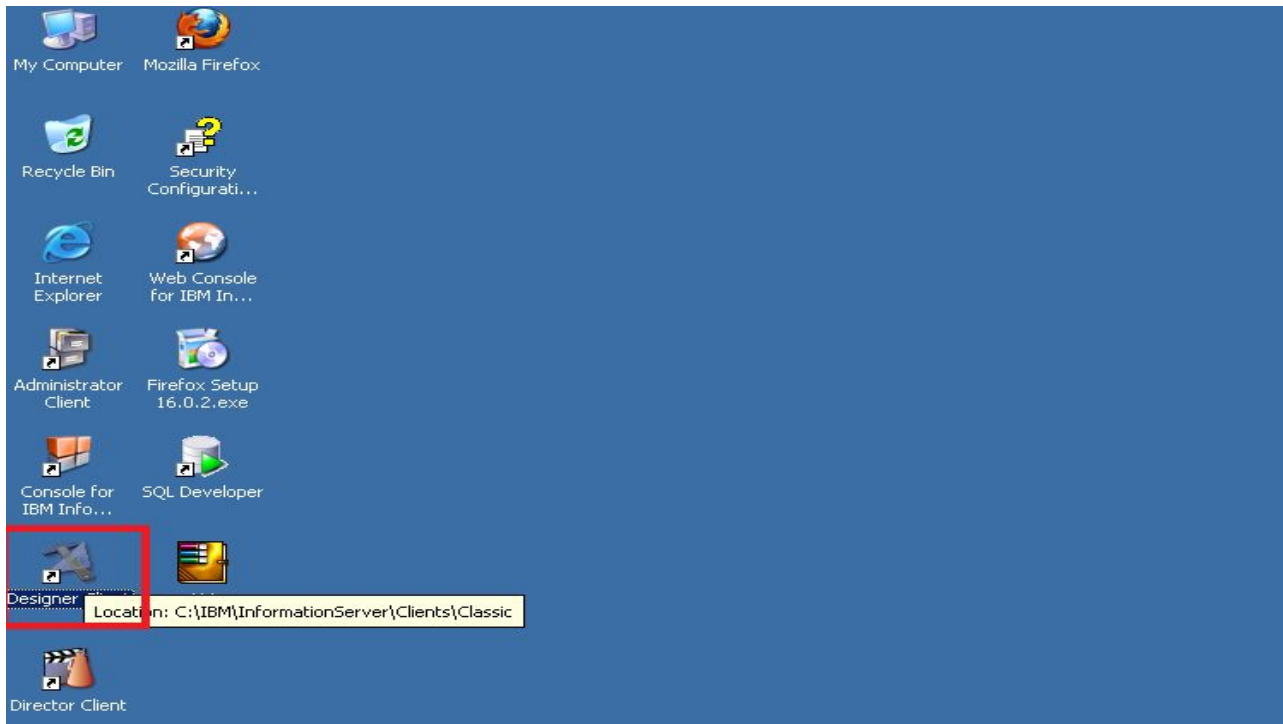 My Computer
Mozilla Firefox
Recycle Bin
Security
Configurati...
Internet
Explorer
Web Console
for IBM In...
Administrator
Client
Firefox Setup
16.0.2.exe
Console for
IBM Info...
SQL Developer
Designer
Location: C:\IBM\InformationServer\Clients\Classic
Director Client